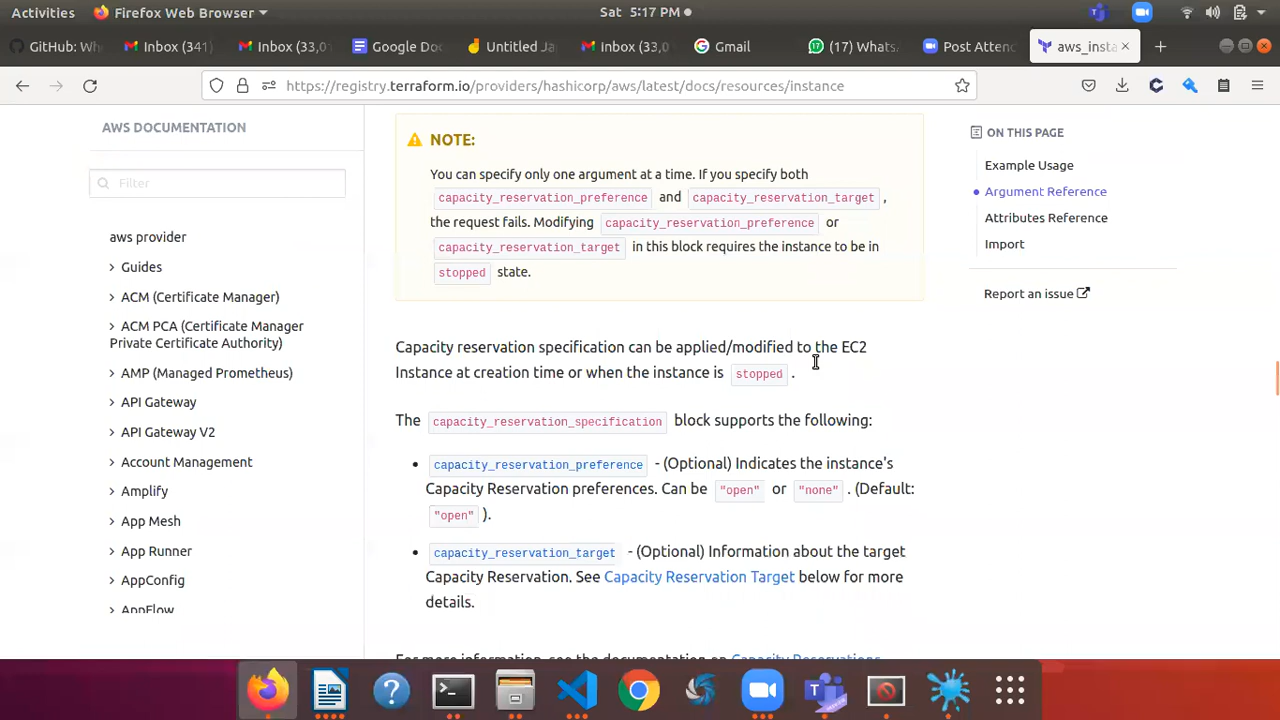 Activities
Firefox Web Browser
Sat 5:17 PM
GitHub: Wh
Inbox (341)
Inbox (33,0
Google Doc
Untitled Ja
Inbox (33,0
Gmail
(17) Whats
Post Atten
aws_insta
https://registry.terraform.io/providers/hashicorp/aws/latest/docs/resources/instance
AWS DOCUMENTATION
Filter
aws provider
Guides
ACM (Certificate Manager)
ACM PCA (Certificate Manager
Private Certificate Authority)
AMP (Managed Prometheus)
API Gateway
API Gateway V2
Account Management
Amplify
App Mesh
App Runner
AppConfig
AppFlow
NOTE:
You can specify only one argument at a time. If you specify both
capacity_reservation_preference and capacity_reservation_target ,
the request fails. Modifying capacity_reservation_preference or
capacity_reservation_target in this block requires the instance to be in
stopped state.
Capacity reservation specification can be applied/modified to the EC2
Instance at creation time or when the instance is stopped .
The capacity_reservation_specification block supports the following:
• capacity_reservation_preference - (Optional) Indicates the instance's
Capacity Reservation preferences. Can be "open" or "none" . (Default:
"open" ).
• capacity_reservation_target - (Optional) Information about the target
Capacity Reservation. See Capacity Reservation Target below for more
details.
For more information, see the documentation on Capacity Reservations
ON THIS PAGE
Example Usage
Argument Reference
Attributes Reference
Import
Report an issue